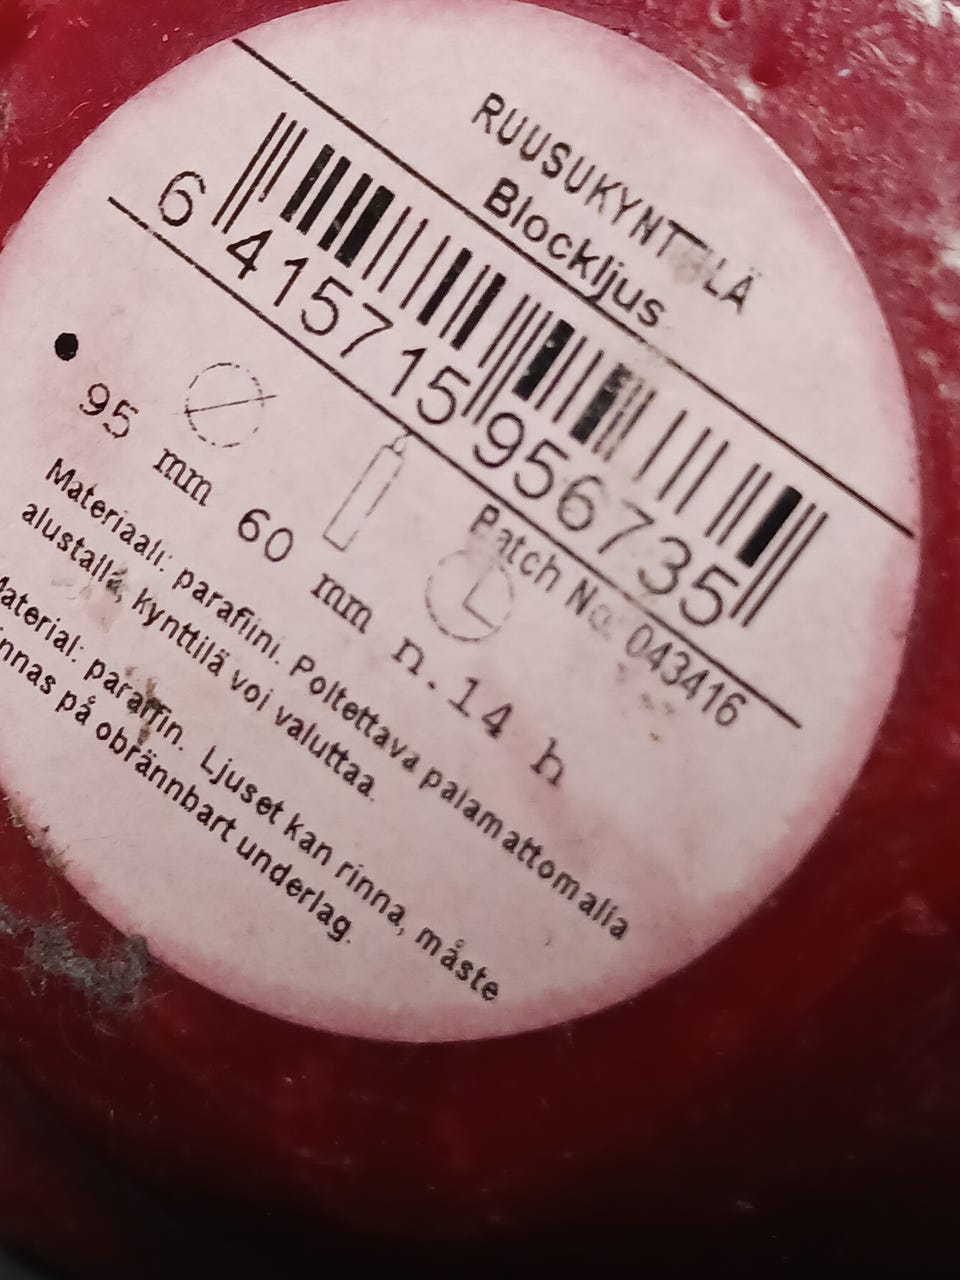 RUUSUKYNTTILÄ
Blockljus
6 415715 956735
Patch No: 043416
95 mm 60 mm n.14 h
Materiaali: parafiini. Poltettava palamattomalla
alustalla, kynttilä voi valuttaa.
Material: paraffin. Ljuset kan rinna, måste
på obrännbart underlag.